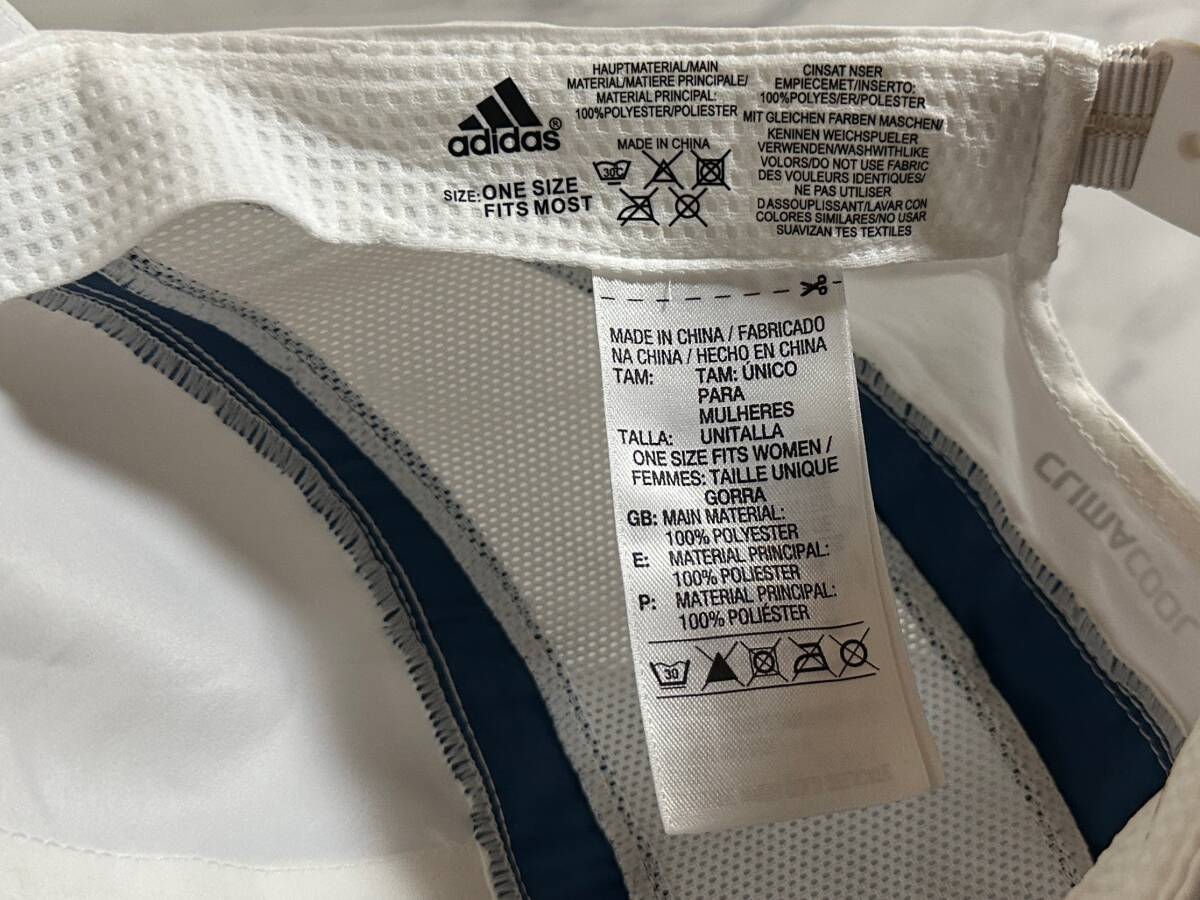 adidas®
SIZE: ONE SIZE
FITS MOST
HAUPTMATERIAL/MAIN
MATERIAL/MATIERE PRINCIPALE/
MATERIAL PRINCIPAL:
100%POLYESTER/POLIESTER
MADE IN CHINA
30C
CINSAT NSER
EMPIECEMET/INSERTO:
100%POLYES/ER/POLESTER
MIT GLEICHEN FARBEN MASCHEN/
KENINEN WEICHSPUELER
VERWENDEN/WASHWITHLIKE
VOLORS/DO NOT USE FABRIC
DES VOULEURS IDENTIQUES/
NE PAS UTILISER
DASSOUPLISSANT/LAVAR CON
COLORES SIMILARES/NO USAR
SUAVIZAN TES TEXTILES
MADE IN CHINA / FABRICADO
NA CHINA / HECHO EN CHINA
TAM: TAM: ÚNICO
PARA
MULHERES
TALLA: UNITALLA
ONE SIZE FITS WOMEN /
FEMMES: TAILLE UNIQUE
GORRA
GB: MAIN MATERIAL:
100% POLYESTER
E: MATERIAL PRINCIPAL:
100% POLIESTER
P: MATERIAL PRINCIPAL:
100% POLIÉSTER
30
CLIMACOOL